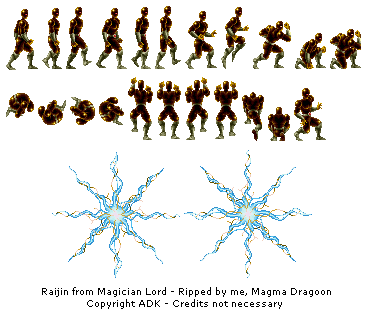 Raijin from Magician Lord - Ripped by me, Magma Dragoon
Copyright ADK - Credits not necessary